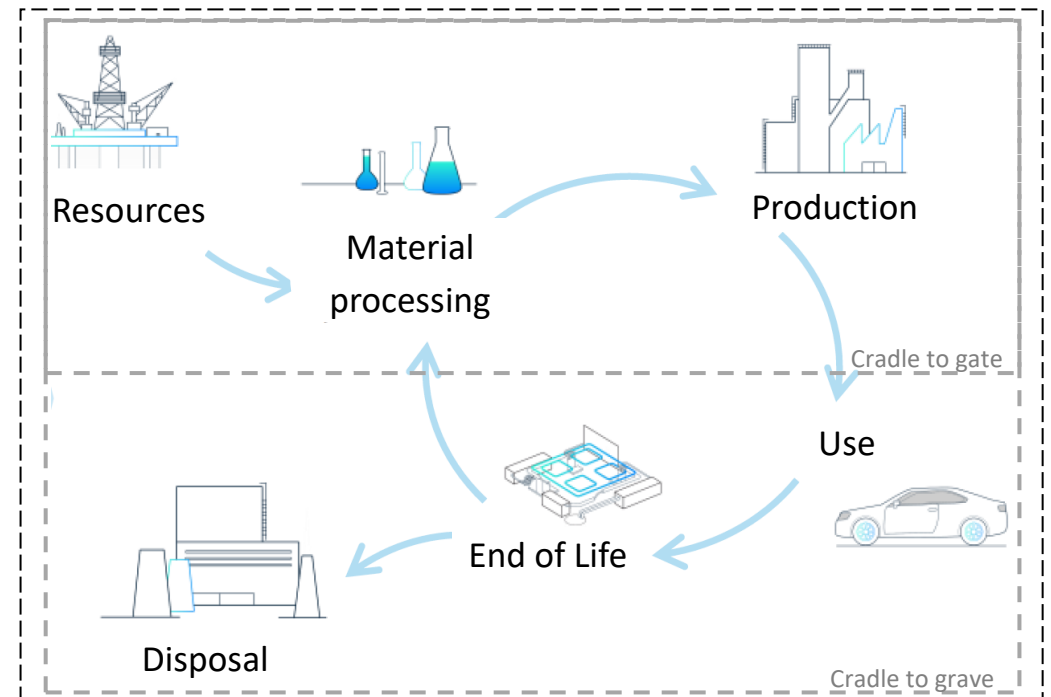 Resources
Material
processing
Production
Cradle to gate
Use
End of Life
Disposal
Cradle to grave